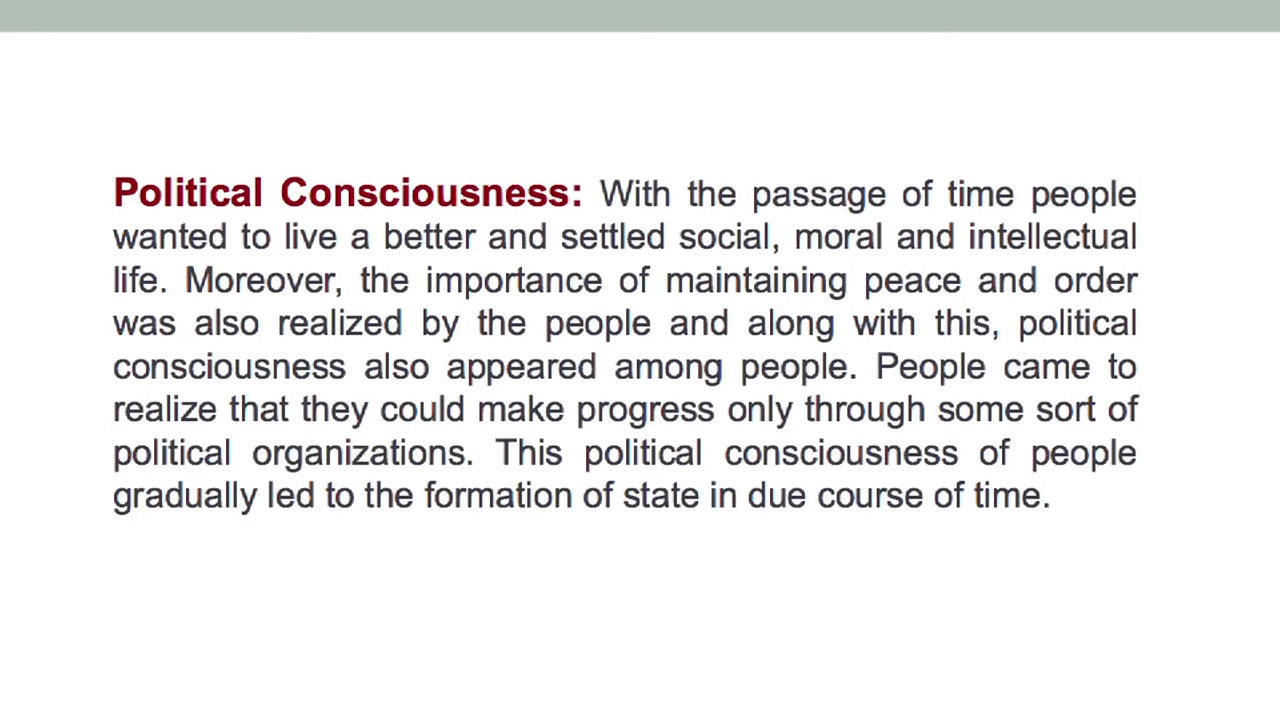 Political Consciousness: With the passage of time people
wanted to live a better and settled social, moral and intellectual
life. Moreover, the importance of maintaining peace and order
was also realized by the people and along with this, political
consciousness also appeared among people. People came to
realize that they could make progress only through some sort of
political organizations. This political consciousness of people
gradually led to the formation of state in due course of time.